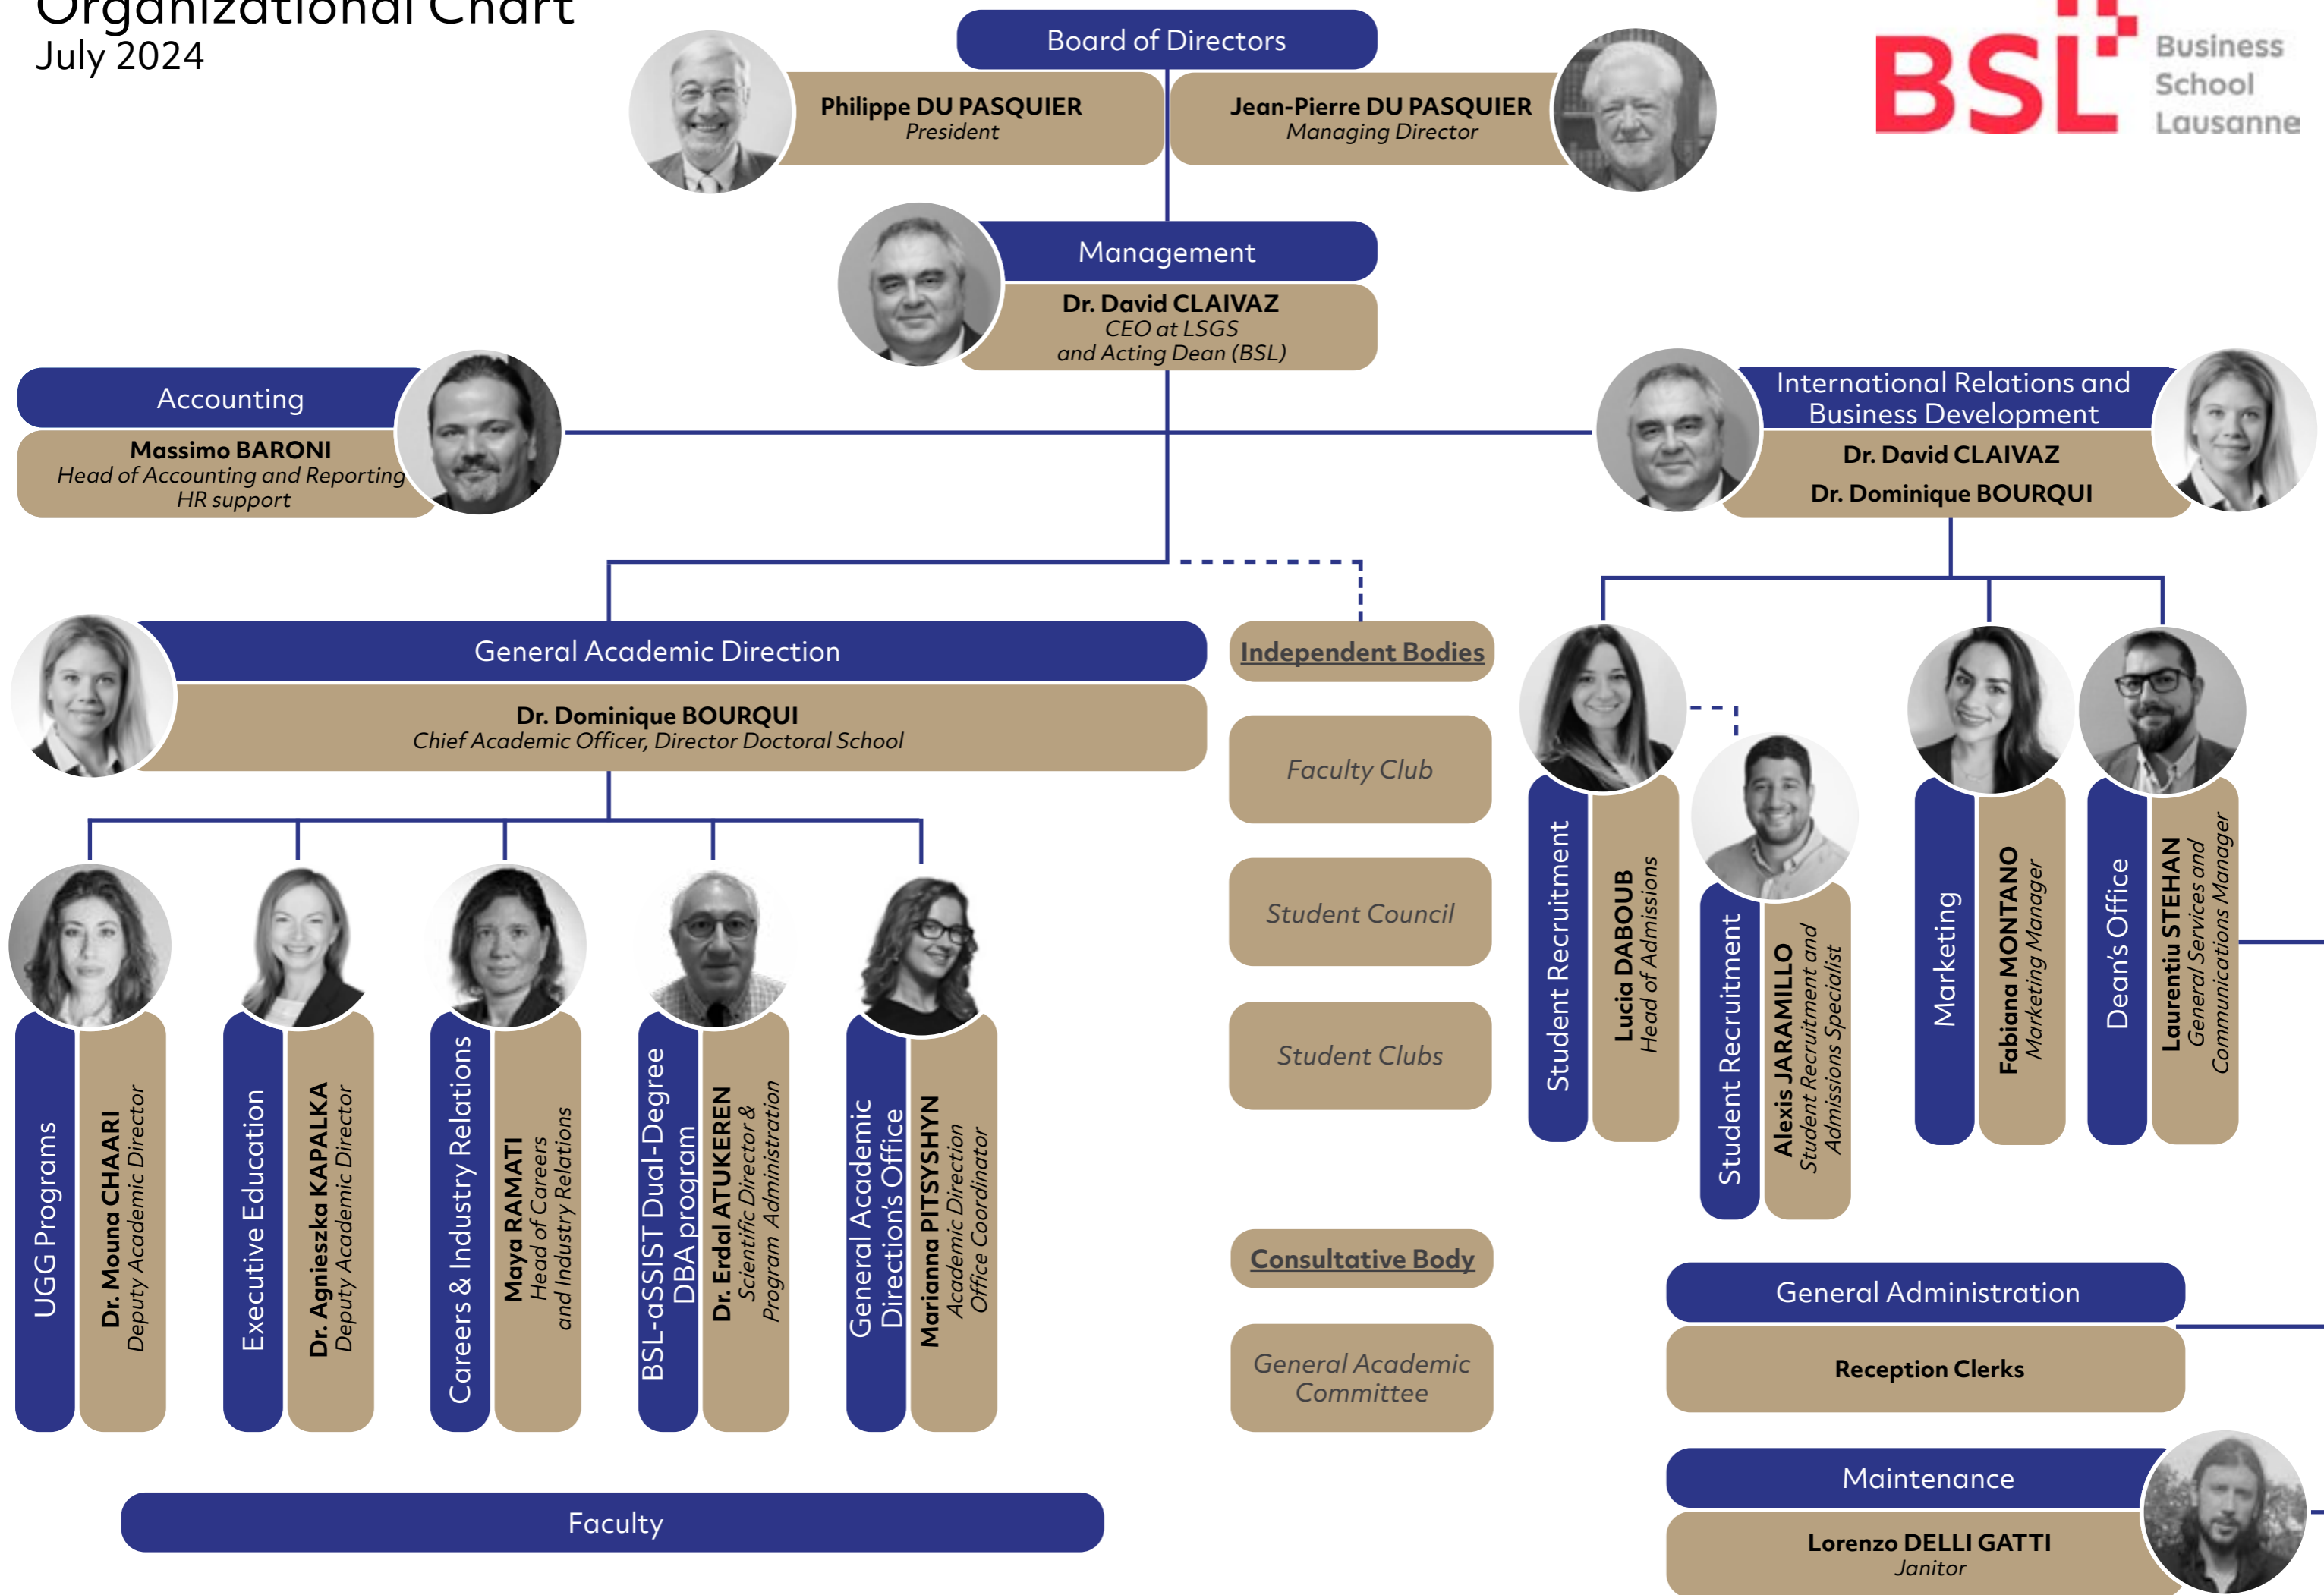 Organizational Chart
July 2024
BSL
Business
School
Lausanne
Board of Directors
Philippe DU PASQUIER
President
Jean-Pierre DU PASQUIER
Managing Director
Management
Dr. David CLAIVAZ
CEO at LSGS
and Acting Dean (BSL)
Accounting
Massimo BARONI
Head of Accounting and Reporting
HR support
International Relations and
Business Development
Dr. David CLAIVAZ
Dr. Dominique BOURQUI
General Academic Direction
Dr. Dominique BOURQUI
Chief Academic Officer, Director Doctoral School
UGG Programs
Dr. Mouna CHAARI
Deputy Academic Director
Executive Education
Dr. Agnieszka KAPALKA
Deputy Academic Director
Careers & Industry Relations
Maya RAMATI
Head of Careers
and Industry Relations
BSL-aSSIST Dual-Degree
DBA program
Dr. Erdal ATUKEREN
Scientific Director &
Program Administration
General Academic
Direction's Office
Marianna PITSYSHYN
Academic Direction
Office Coordinator
Faculty
Independent Bodies
Faculty Club
Student Council
Student Clubs
Consultative Body
General Academic
Committee
Student Recruitment
Lucia DABOUB
Head of Admissions
Student Recruitment
Alexis JARAMILLO
Student Recruitment and
Admissions Specialist
Marketing
Fabiana MONTANO
Marketing Manager
Dean's Office
Laurentiu STEHAN
General Services and
Communications Manager
General Administration
Reception Clerks
Maintenance
Lorenzo DELLI GATTI
Janitor